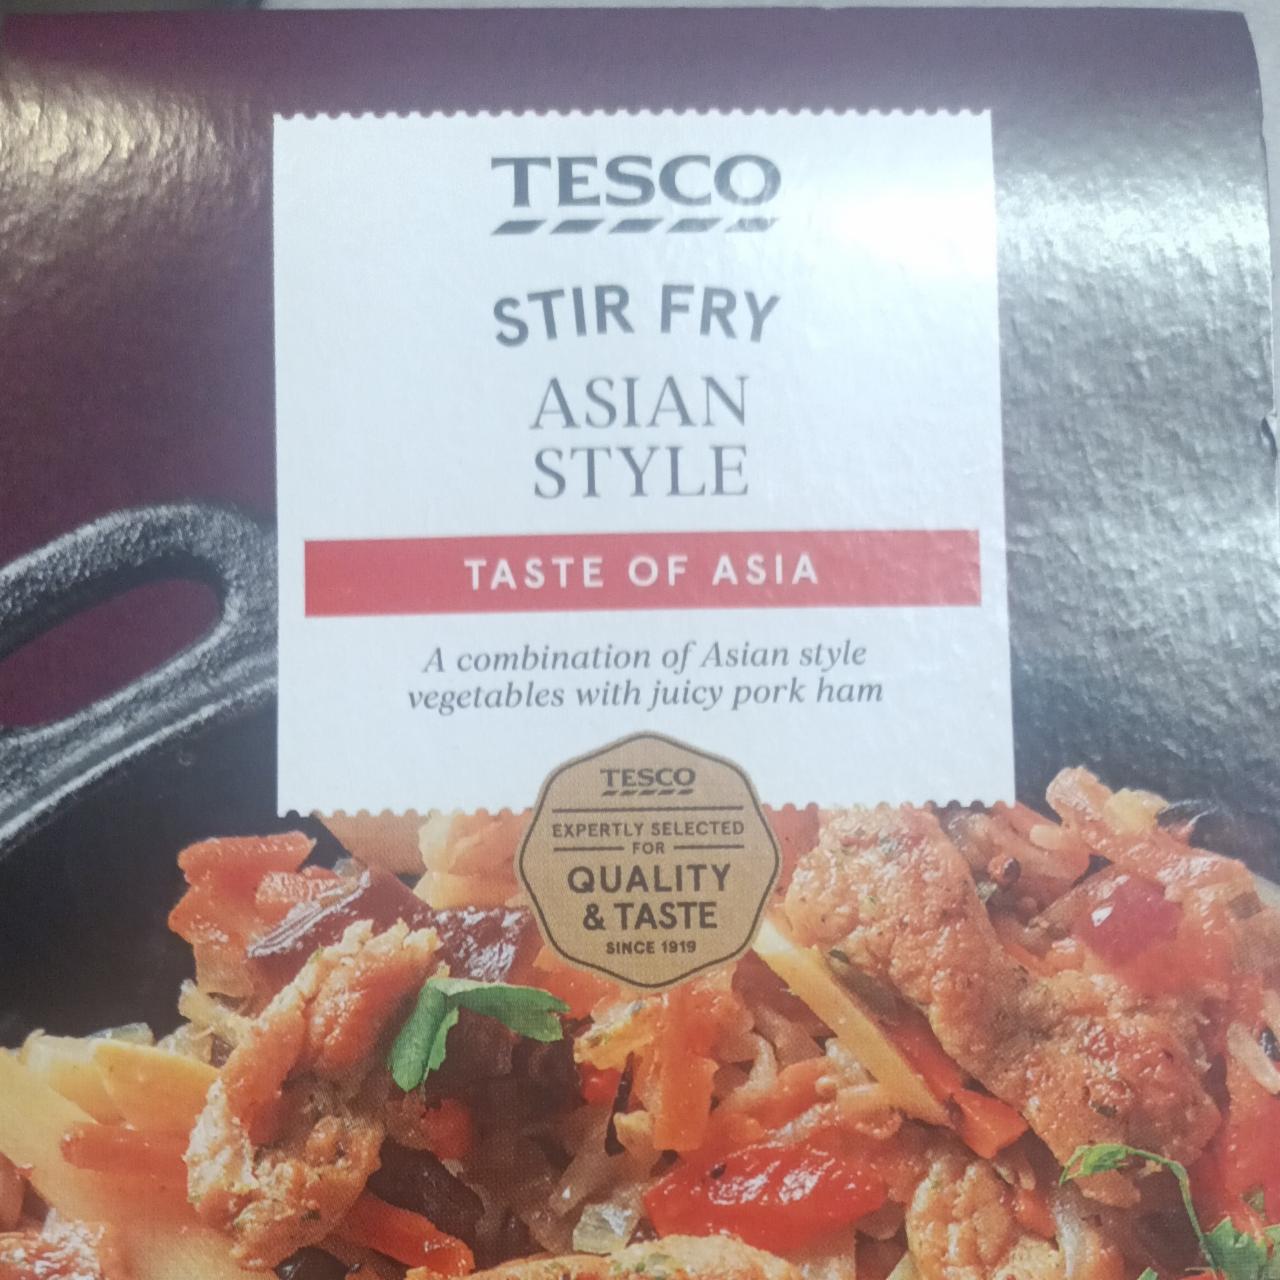 TESCO
STIR FRY
ASIAN
STYLE
TASTE OF ASIA
A combination of Asian style
vegetables with juicy pork ham
TESCO
EXPERTLY SELECTED
FOR
QUALITY
& TASTE
SINCE 1919